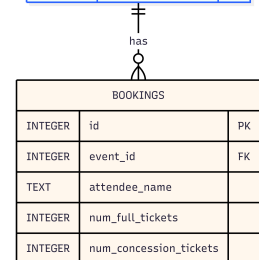 has
BOOKINGS
INTEGER id PK
INTEGER event_id FK
TEXT attendee_name
INTEGER num_full_tickets
INTEGER num_concession_tickets